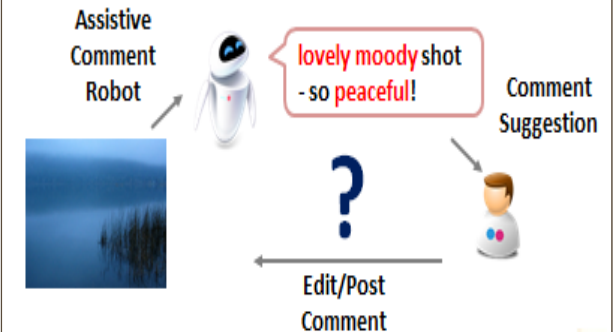 Assistive
Comment
Robot
lovely moody shot
- so peaceful!
Comment
Suggestion
?
Edit/Post
Comment